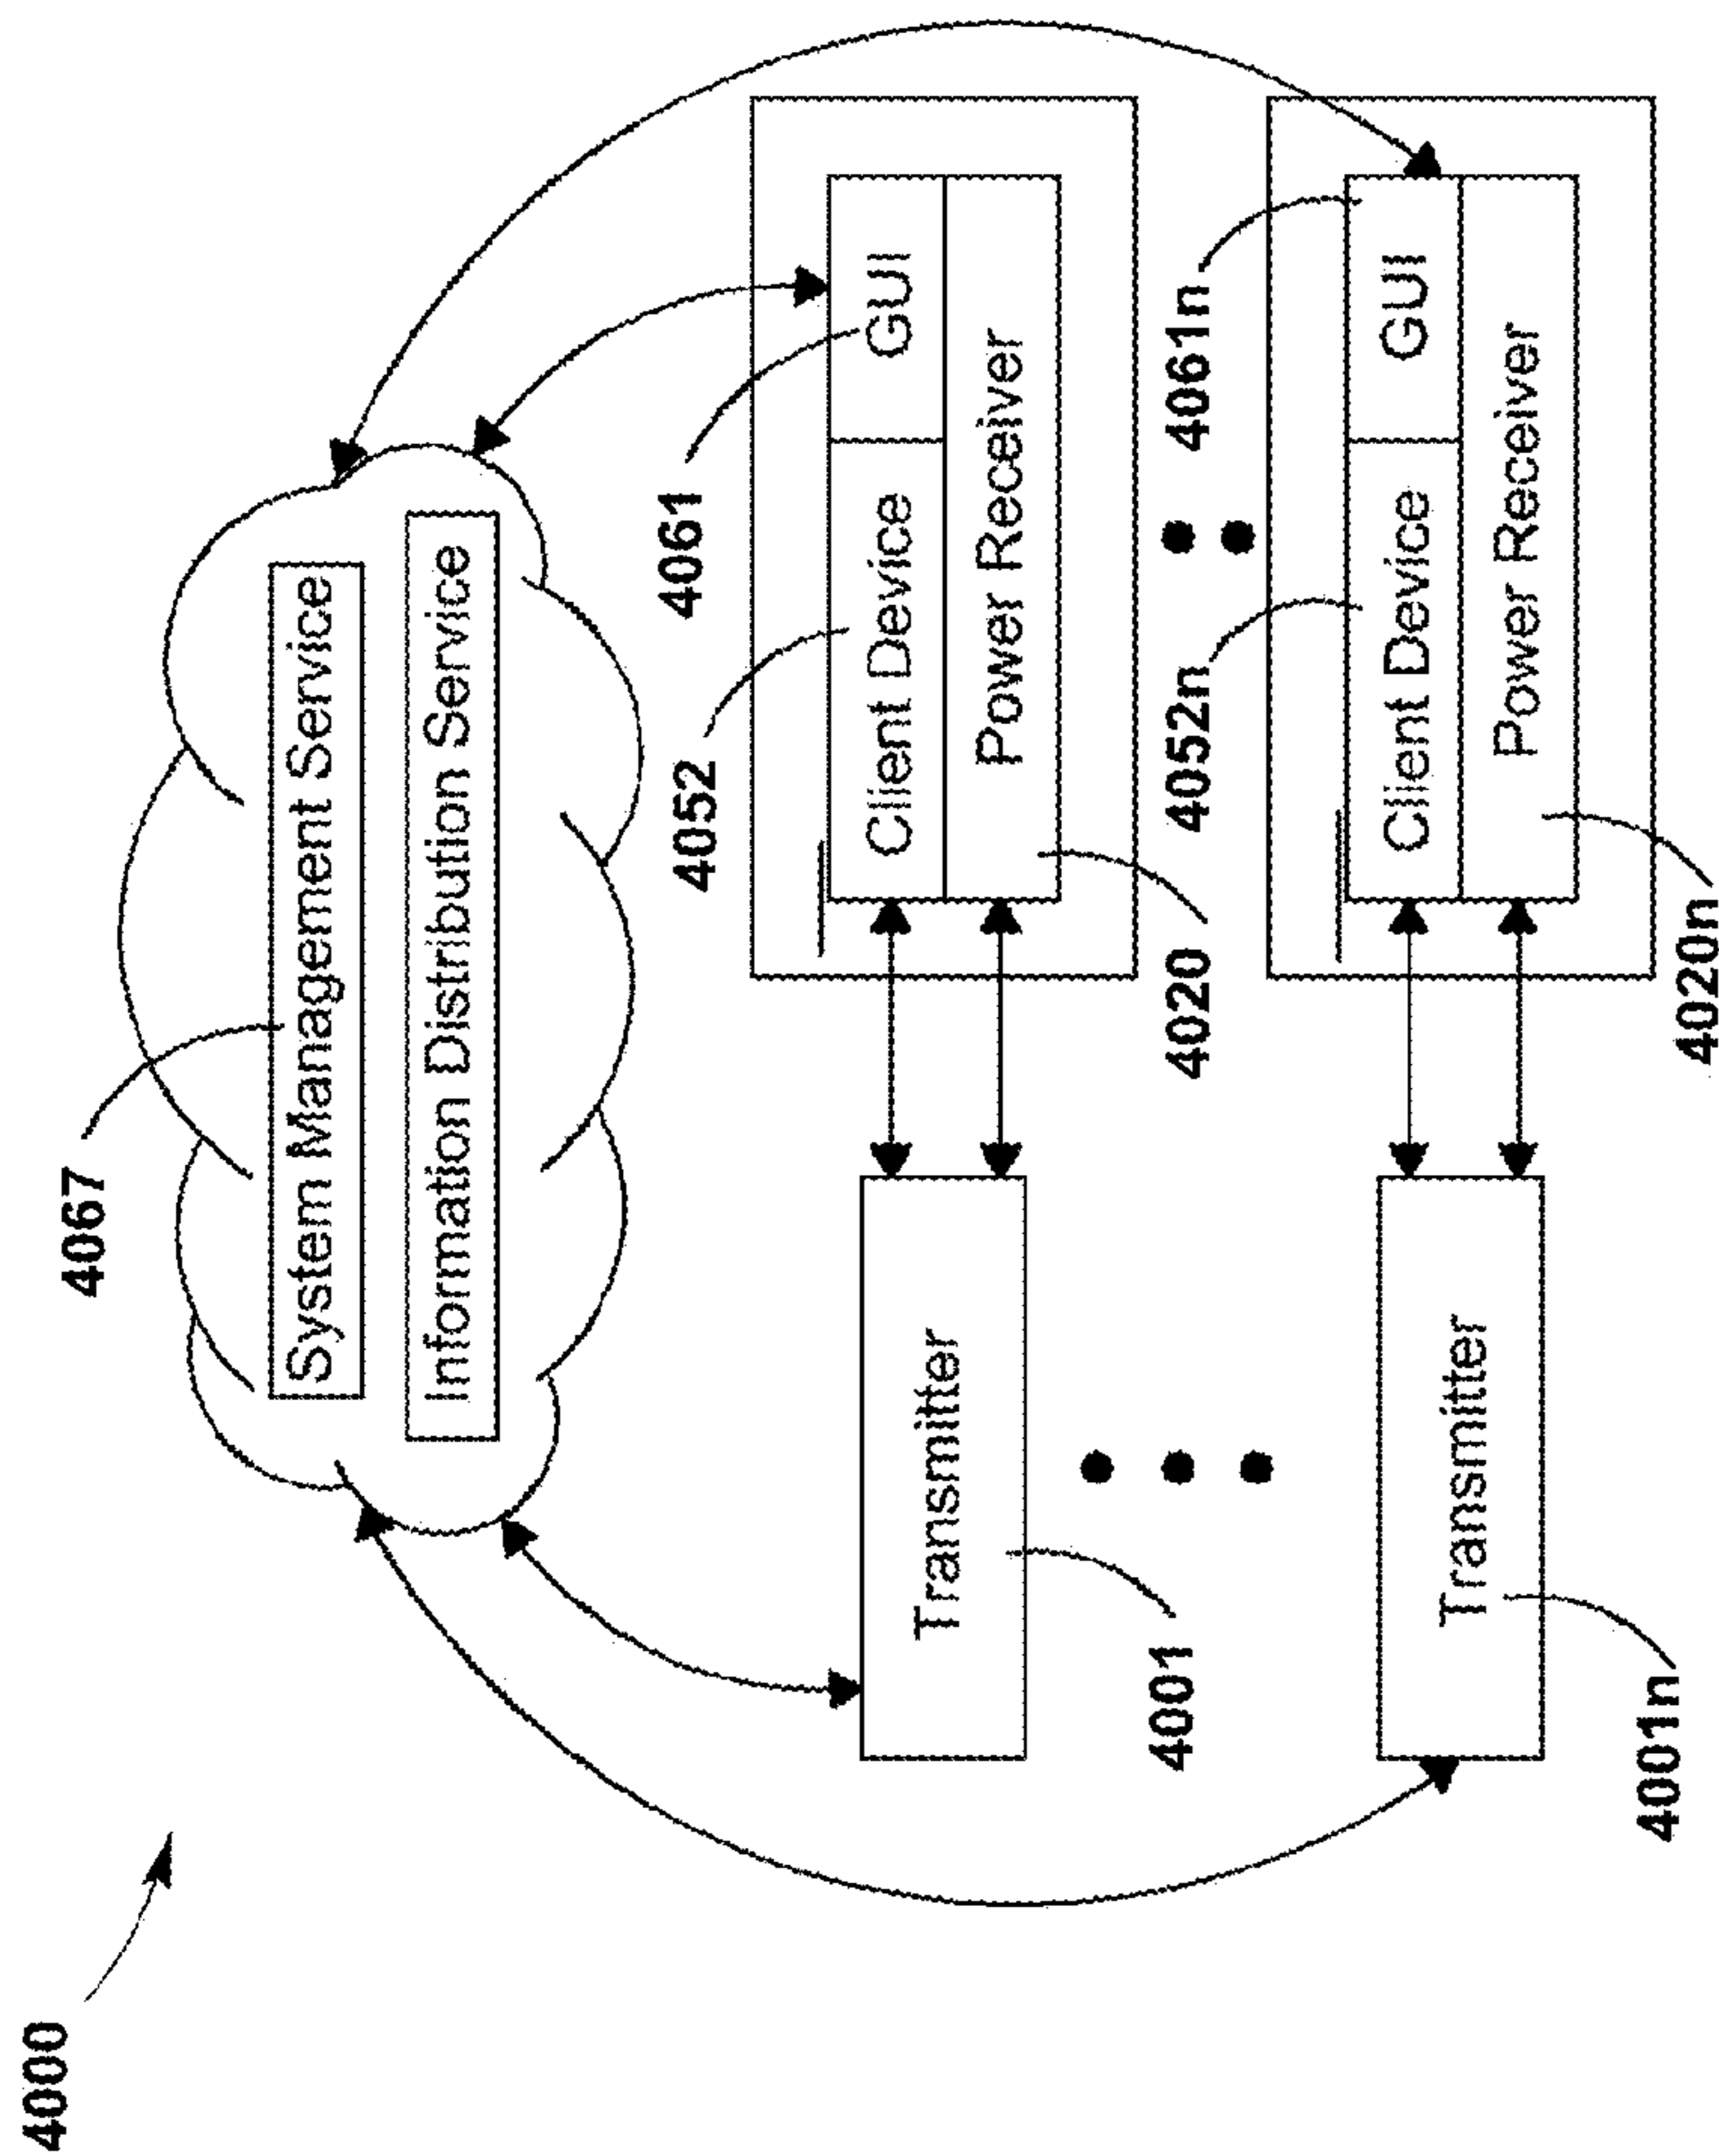 4000
4067
System Management Service
Information Distribution Service
4052
4061
Transmitter
Client Device
GUI
Power Receiver
4001
4020
4052n
4061n
Transmitter
Client Device
GUI
Power Receiver
4001n
4020n